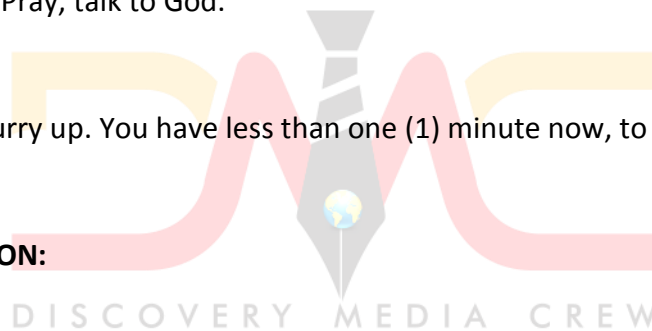 Pray, talk to God.
urry up. You have less than one (1) minute now, to
ON:
DISCOVERY MEDIA CREW